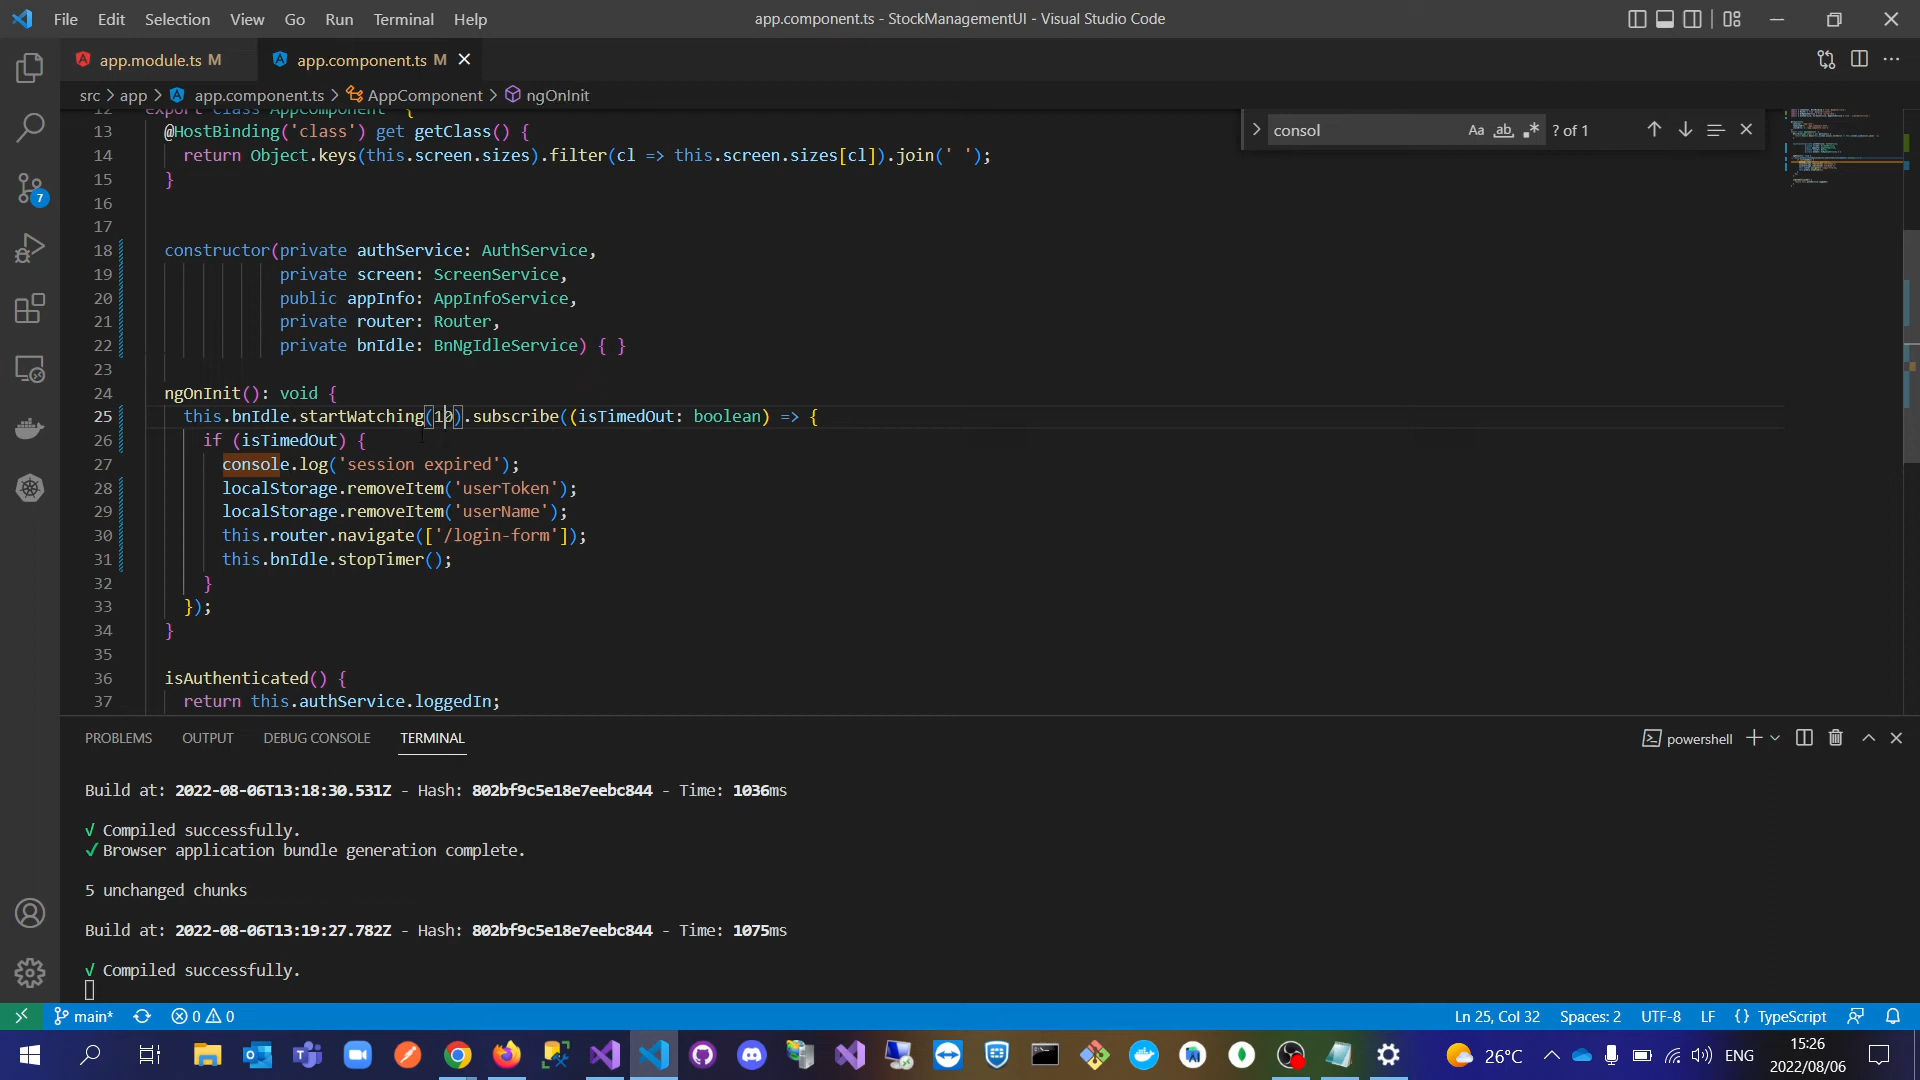 File Edit Selection View Go Run Terminal Help
app.component.ts - StockManagementUI - Visual Studio Code
app.module.ts M
app.component.ts M
src > app > app.component.ts > AppComponent > ngOnInit
consol
Aa ab ? of 1
12 export class AppComponent {
13 @HostBinding('class') get getClass() {
14 return Object.keys(this.screen.sizes).filter(cl => this.screen.sizes[cl]).join(' ');
15 }
16
17
18 constructor(private authService: AuthService,
19 private screen: ScreenService,
20 public appInfo: AppInfoService,
21 private router: Router,
22 private bnIdle: BnNgIdleService) { }
23
24 ngOnInit(): void {
25 this.bnIdle.startWatching(10).subscribe((isTimedOut: boolean) => {
26 if (isTimedOut) {
27 console.log('session expired');
28 localStorage.removeItem('userToken');
29 localStorage.removeItem('userName');
30 this.router.navigate(['/login-form']);
31 this.bnIdle.stopTimer();
32 }
33 });
34 }
35
36 isAuthenticated() {
37 return this.authService.loggedIn;
7
PROBLEMS OUTPUT DEBUG CONSOLE TERMINAL
powershell
Build at: 2022-08-06T13:18:30.531Z - Hash: 802bf9c5e18e7eebc844 - Time: 1036ms
√ Compiled successfully.
✓ Browser application bundle generation complete.
5 unchanged chunks
Build at: 2022-08-06T13:19:27.782Z - Hash: 802bf9c5e18e7eebc844 - Time: 1075ms
√ Compiled successfully.
main* 0 0
Ln 25, Col 32 Spaces: 2 UTF-8 LF {} TypeScript
26°C ENG
15:26
2022/08/06